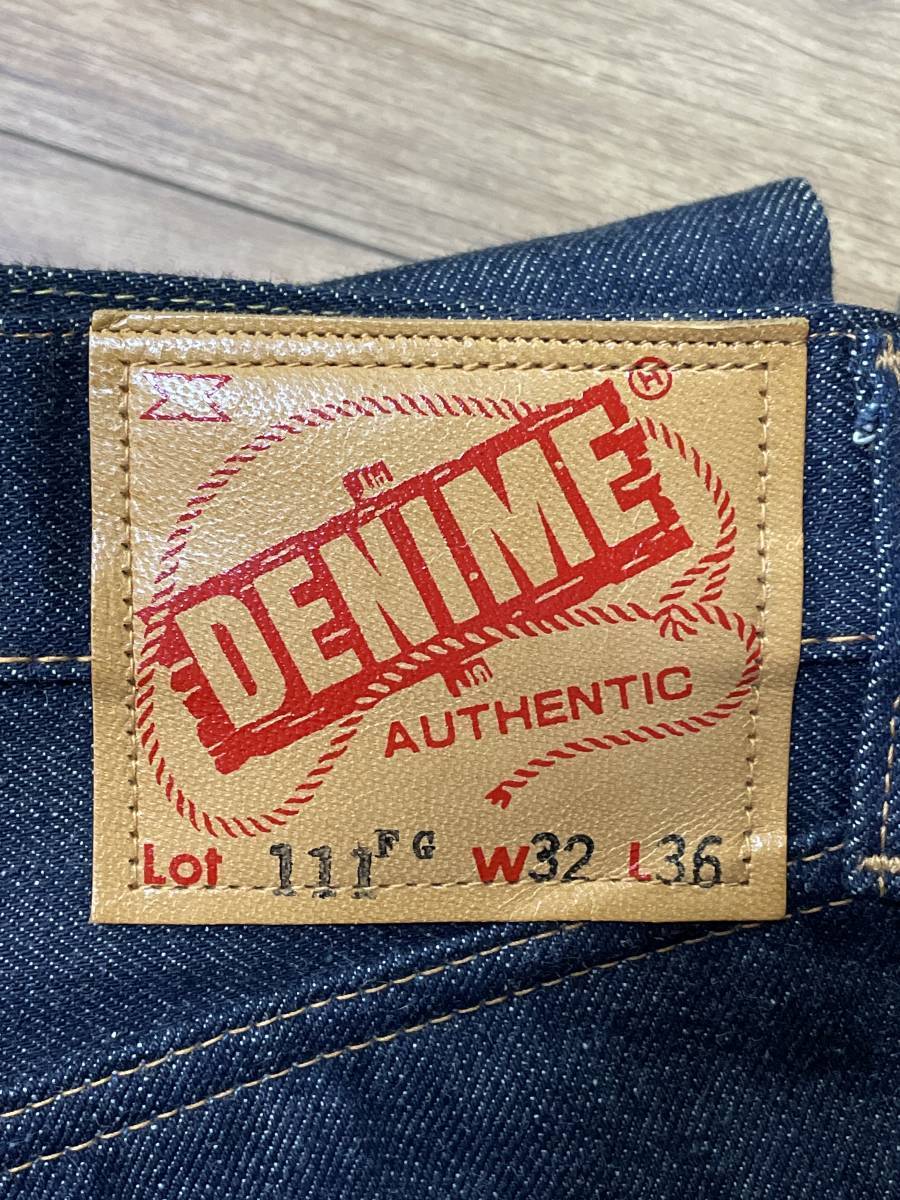 DENIME
H
AUTHENTIC
Lot 111FG W32 L36